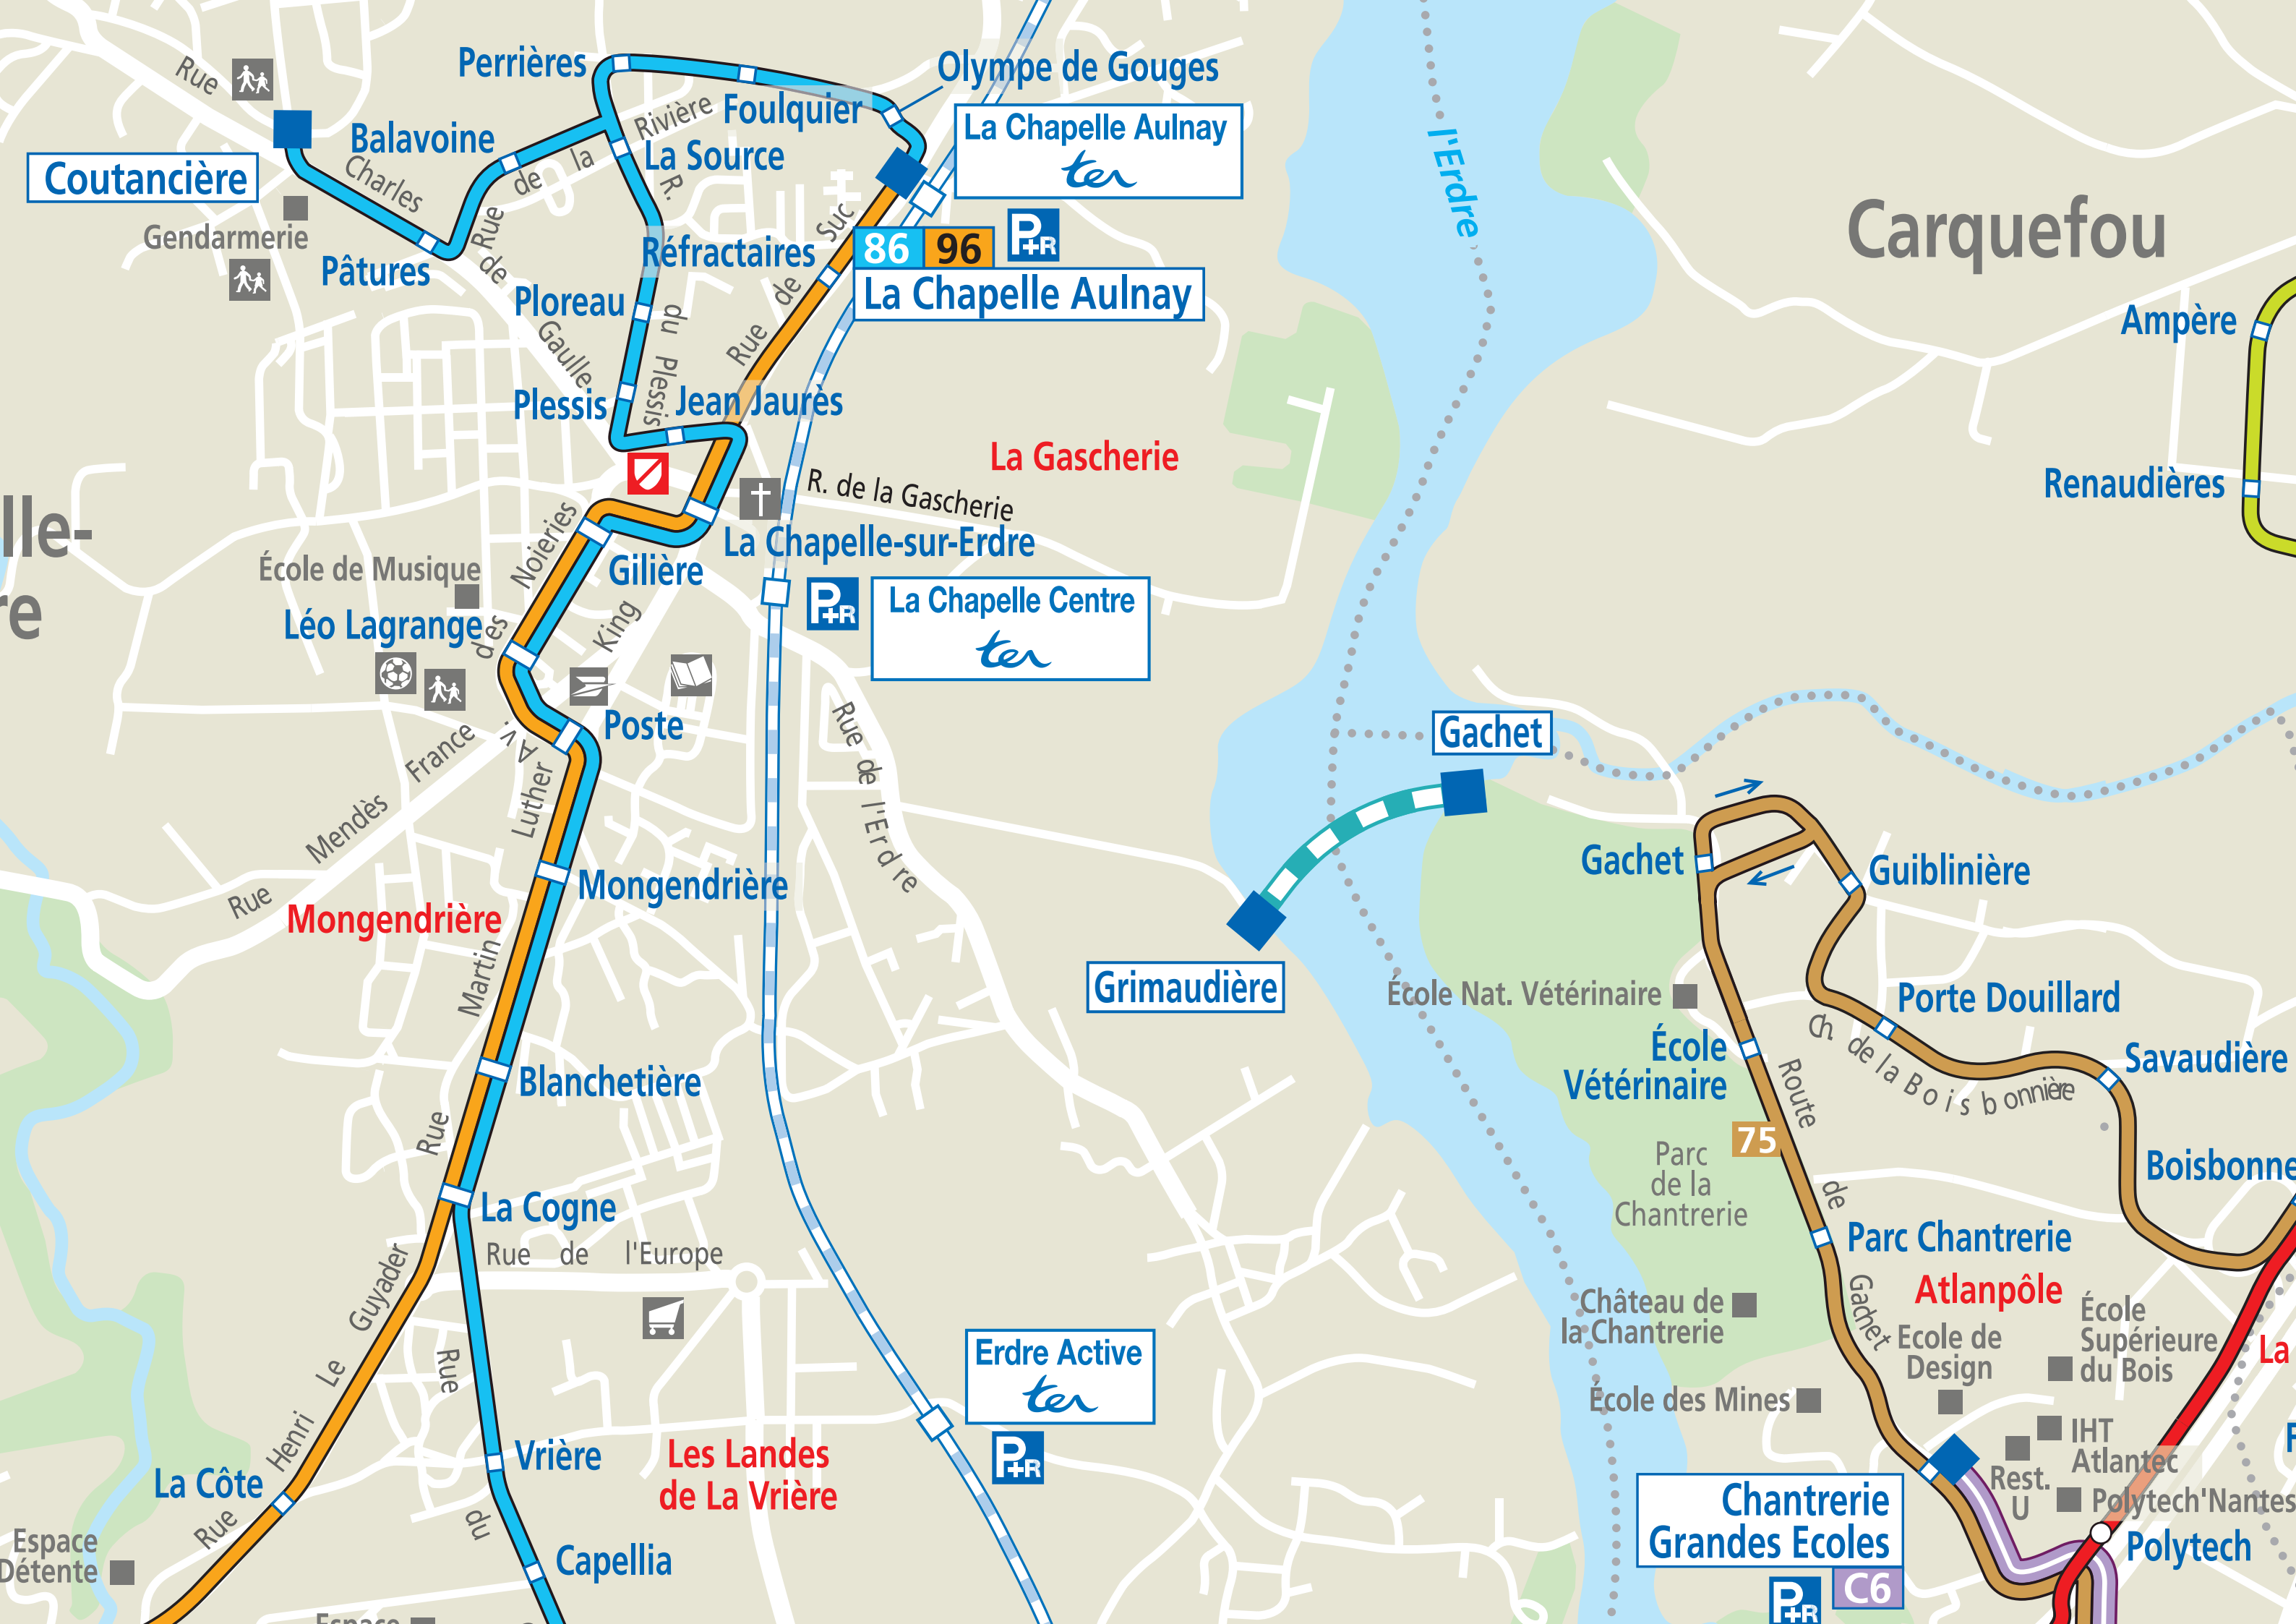 Rue
Charles
de
Gaulle
Perrières
Olympe de Gouges
Foulquier
La Chapelle Aulnay
ter
Balavoine
Rue
de
la
Rivière
La Source
Coutancière
Gendarmerie
Pâtures
R.
du
Plessis
Réfractaires
Rue
de
Suc
86
96
P+R
La Chapelle Aulnay
Ploreau
Plessis
Jean Jaurès
l'Erdre
Carquefou
Ampère
Renaudières
La Gascherie
R. de la Gascherie
La Chapelle-sur-Erdre
lle-
re
École de Musique
Léo Lagrange
Gilière
Av.
des
Noieries
P+R
La Chapelle Centre
ter
Poste
Rue
Mendès
France
Rue
Martin
Luther
King
Rue de l'Erdre
Gachet
Grimaudière
Mongendrière
Mongendrière
Blanchetière
La Cogne
Rue de l'Europe
Rue
Henri
Le
Guyader
Rue
du
La Côte
Vrière
Capellia
Les Landes
de La Vrière
Espace
Détente
Espace
Erdre Active
ter
P+R
Gachet
Guiblinière
École Nat. Vétérinaire
École
Vétérinaire
Porte Douillard
Ch. de la Boisbonnière
Savaudière
Boisbonne
75
Route
de
Gachet
Parc
de la
Chantrerie
Parc Chantrerie
Atlanpôle
Château de
la Chantrerie
École
Supérieure
du Bois
Ecole de
Design
La
École des Mines
IHT
Atlantec
Rest.
U
Polytech'Nantes
Polytech
Chantrerie
Grandes Ecoles
C6
P+R